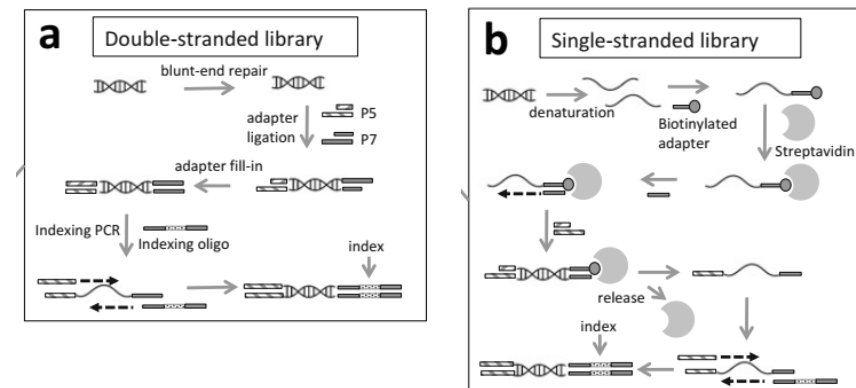 a
Double-stranded library
blunt-end repair
adapter
ligation
P5
P7
adapter fill-in
Indexing PCR
Indexing oligo
index
b
Single-stranded library
denaturation
Biotinylated
adapter
Streptavidin
release
index